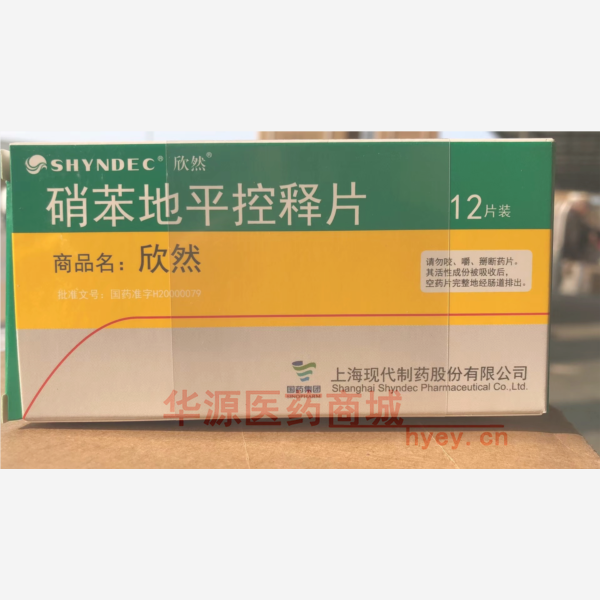 SHYNDEC® 欣然®
硝苯地平控释片 12片装
商品名：欣然
请勿咬、嚼、掰断药片。
其活性成份被吸收后，
空药片完整地经肠道排出。
批准文号：国药准字H20000079
国药集团
SINOPHARM
上海现代制药股份有限公司
Shanghai Shyndec Pharmaceutical Co.,Ltd.
华源医药商城
hyey.cn